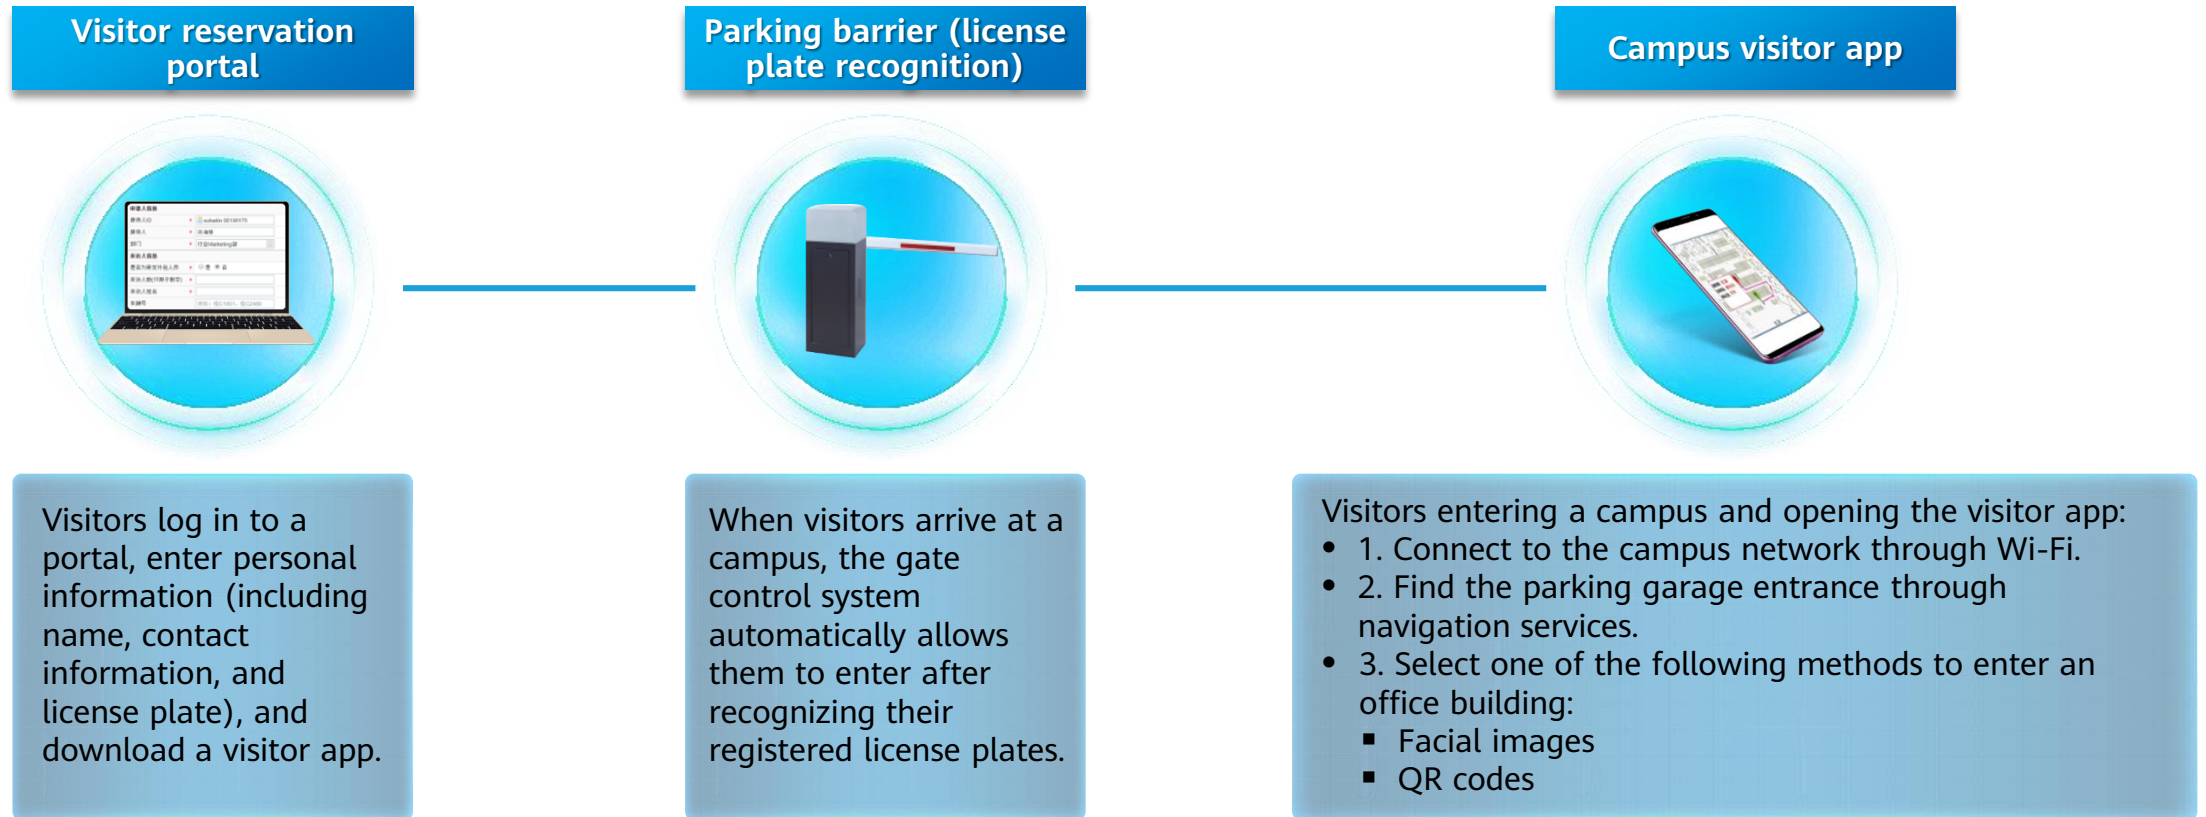 Visitor reservation
portal
Parking barrier (license
plate recognition)
Campus visitor app
Visitors log in to a
portal, enter personal
information (including
name, contact
information, and
license plate), and
download a visitor app.
When visitors arrive at a
campus, the gate
control system
automatically allows
them to enter after
recognizing their
registered license plates.
Visitors entering a campus and opening the visitor app:
• 1. Connect to the campus network through Wi-Fi.
• 2. Find the parking garage entrance through
navigation services.
• 3. Select one of the following methods to enter an
office building:
▪ Facial images
▪ QR codes